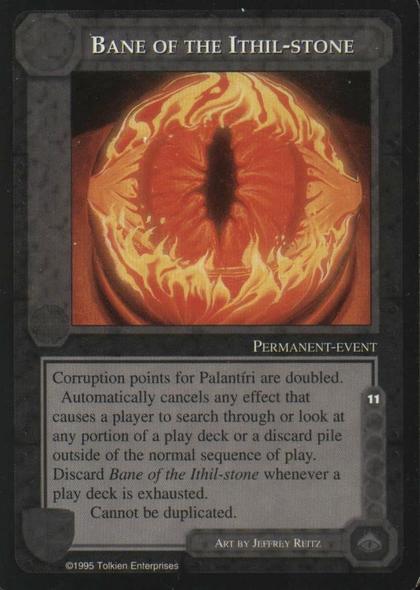 BANE OF THE ITHIL-STONE
PERMANENT-EVENT
Corruption points for Palantíri are doubled.
Automatically cancels any effect that
causes a player to search through or look at
any portion of a play deck or a discard pile
outside of the normal sequence of play.
Discard Bane of the Ithil-stone whenever a
play deck is exhausted.
Cannot be duplicated.
11
ART BY JEFFREY REITZ
©1995 Tolkien Enterprises